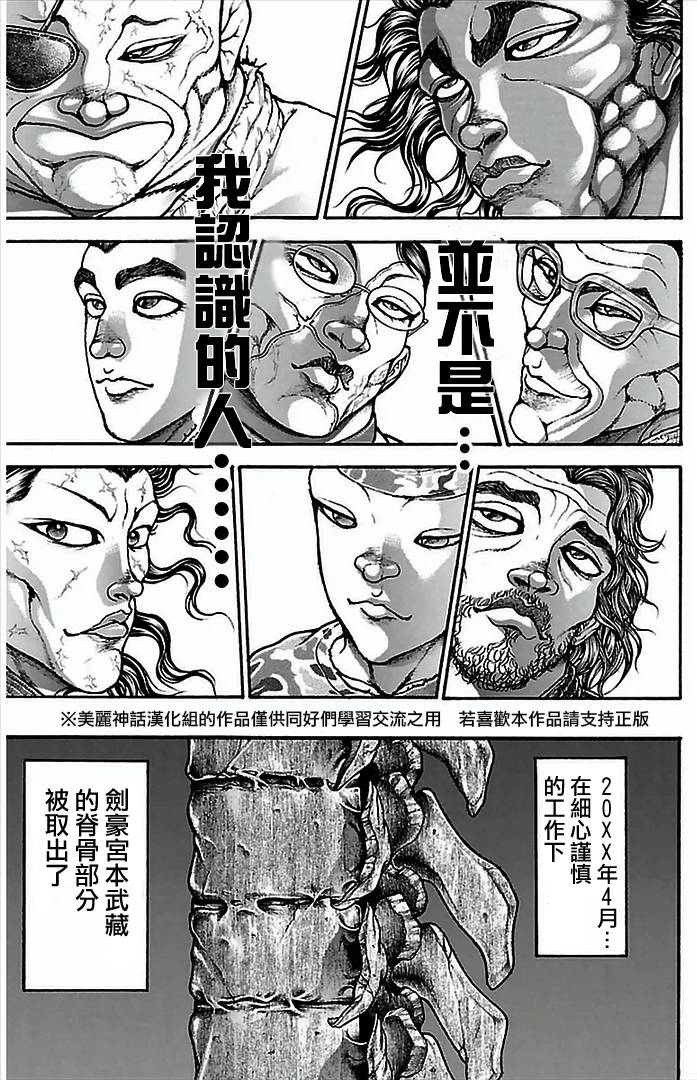 並不是…
我認識的人……
※美麗神話漢化組的作品僅供同好們學習交流之用　若喜歡本作品請支持正版
20XX年4月…
在細心謹慎
的工作下
劍豪宮本武藏
的脊骨部分
被取出了